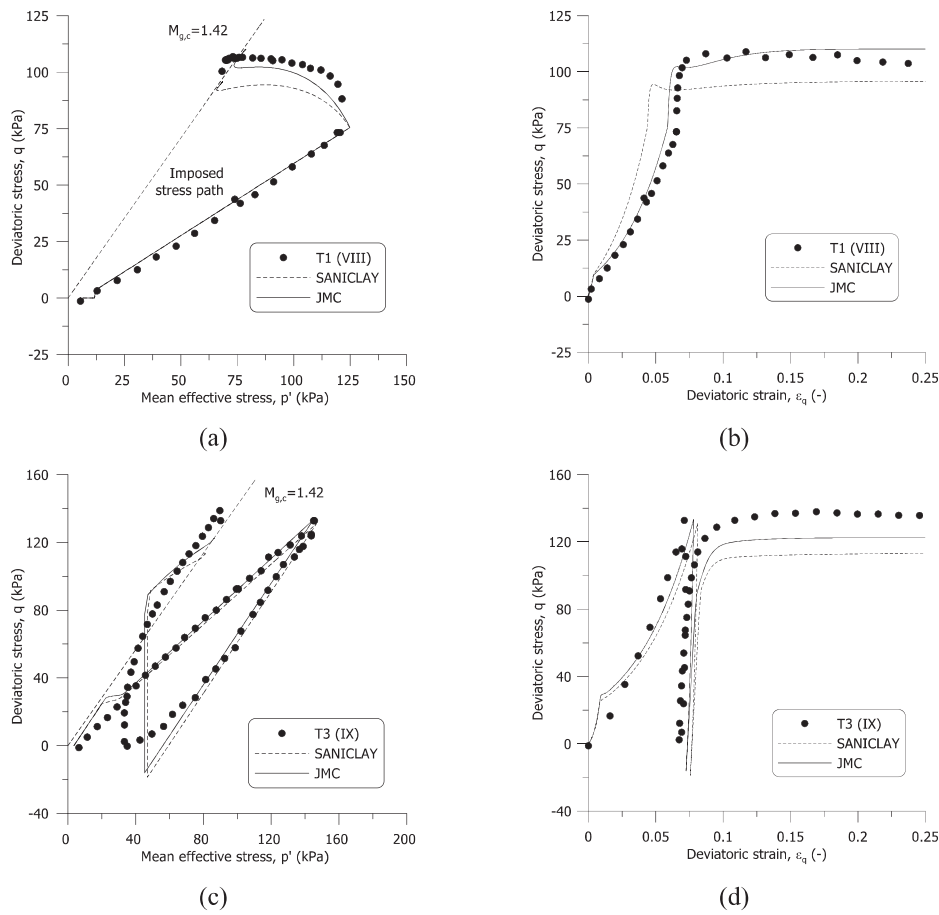 125
100
75
50
25
0
-25
Deviatoric stress, q (kPa)
M_g,c=1.42
Imposed
stress path
T1 (VIII)
SANICLAY
JMC
0 25 50 75 100 125 150
Mean effective stress, p' (kPa)
(a)
125
100
75
50
25
0
-25
Deviatoric stress, q (kPa)
T1 (VIII)
SANICLAY
JMC
0 0.05 0.1 0.15 0.2 0.25
Deviatoric strain, ε_q (-)
(b)
160
120
80
40
0
-40
Deviatoric stress, q (kPa)
M_g,c=1.42
T3 (IX)
SANICLAY
JMC
0 40 80 120 160 200
Mean effective stress, p' (kPa)
(c)
160
120
80
40
0
-40
Deviatoric stress, q (kPa)
T3 (IX)
SANICLAY
JMC
0 0.05 0.1 0.15 0.2 0.25
Deviatoric strain, ε_q (-)
(d)